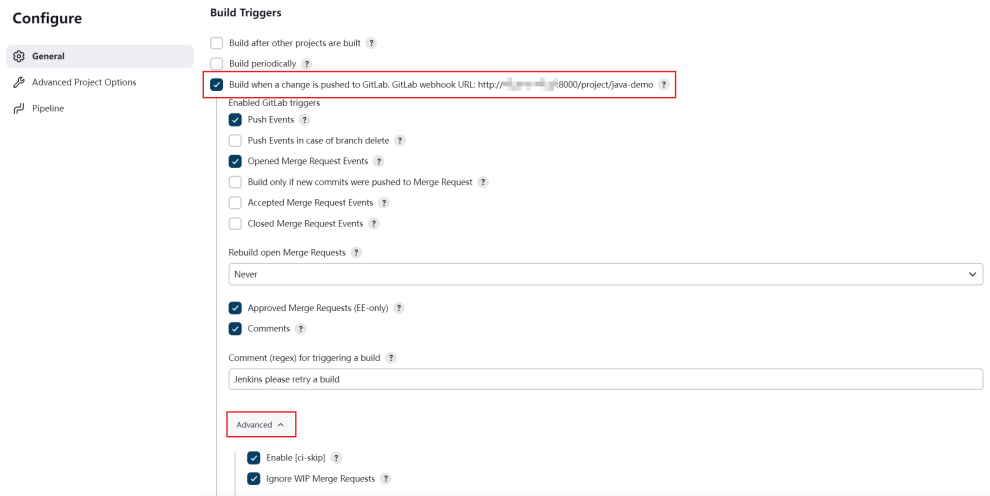 Configure
General
Advanced Project Options
Pipeline
Build Triggers
Build after other projects are built ?
Build periodically ?
Build when a change is pushed to GitLab. GitLab webhook URL: http:// :8000/project/java-demo ?
Enabled GitLab triggers
Push Events ?
Push Events in case of branch delete ?
Opened Merge Request Events ?
Build only if new commits were pushed to Merge Request ?
Accepted Merge Request Events ?
Closed Merge Request Events ?
Rebuild open Merge Requests ?
Never
Approved Merge Requests (EE-only) ?
Comments ?
Comment (regex) for triggering a build ?
Jenkins please retry a build
Advanced
Enable [ci-skip] ?
Ignore WIP Merge Requests ?